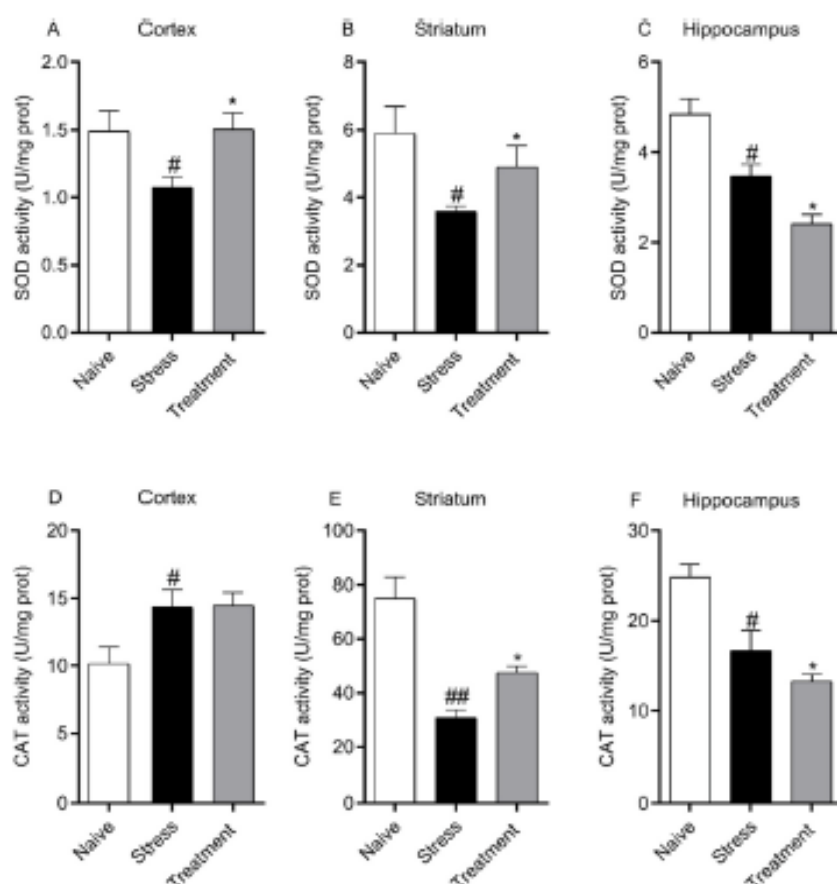 A Cortex
SOD activity (U/mg prot)
2.0
1.5
1.0
0.5
0.0
#
*
Naive
Stress
Treatment
B Striatum
SOD activity (U/mg prot)
8
6
4
2
0
#
*
Naive
Stress
Treatment
C Hippocampus
SOD activity (U/mg prot)
6
4
2
0
#
*
Naive
Stress
Treatment
D Cortex
CAT activity (U/mg prot)
20
15
10
5
0
#
Naive
Stress
Treatment
E Striatum
CAT activity (U/mg prot)
100
80
60
40
20
0
##
*
Naive
Stress
Treatment
F Hippocampus
CAT activity (U/mg prot)
30
20
10
0
#
*
Naive
Stress
Treatment